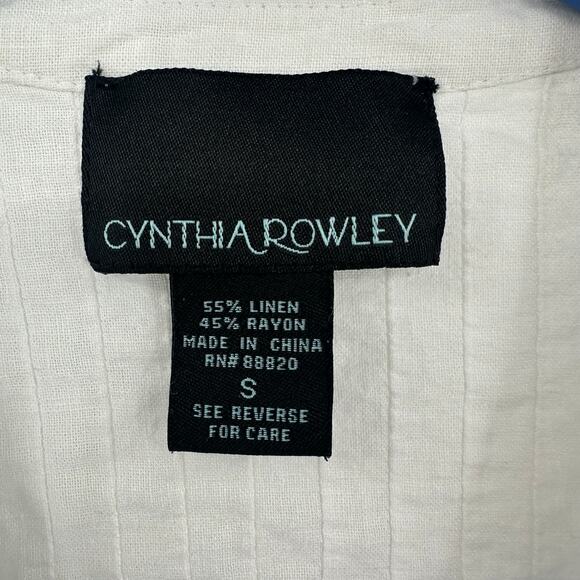 CYNTHIA ROWLEY
55% LINEN
45% RAYON
MADE IN CHINA
RN# 88820
S
SEE REVERSE
FOR CARE